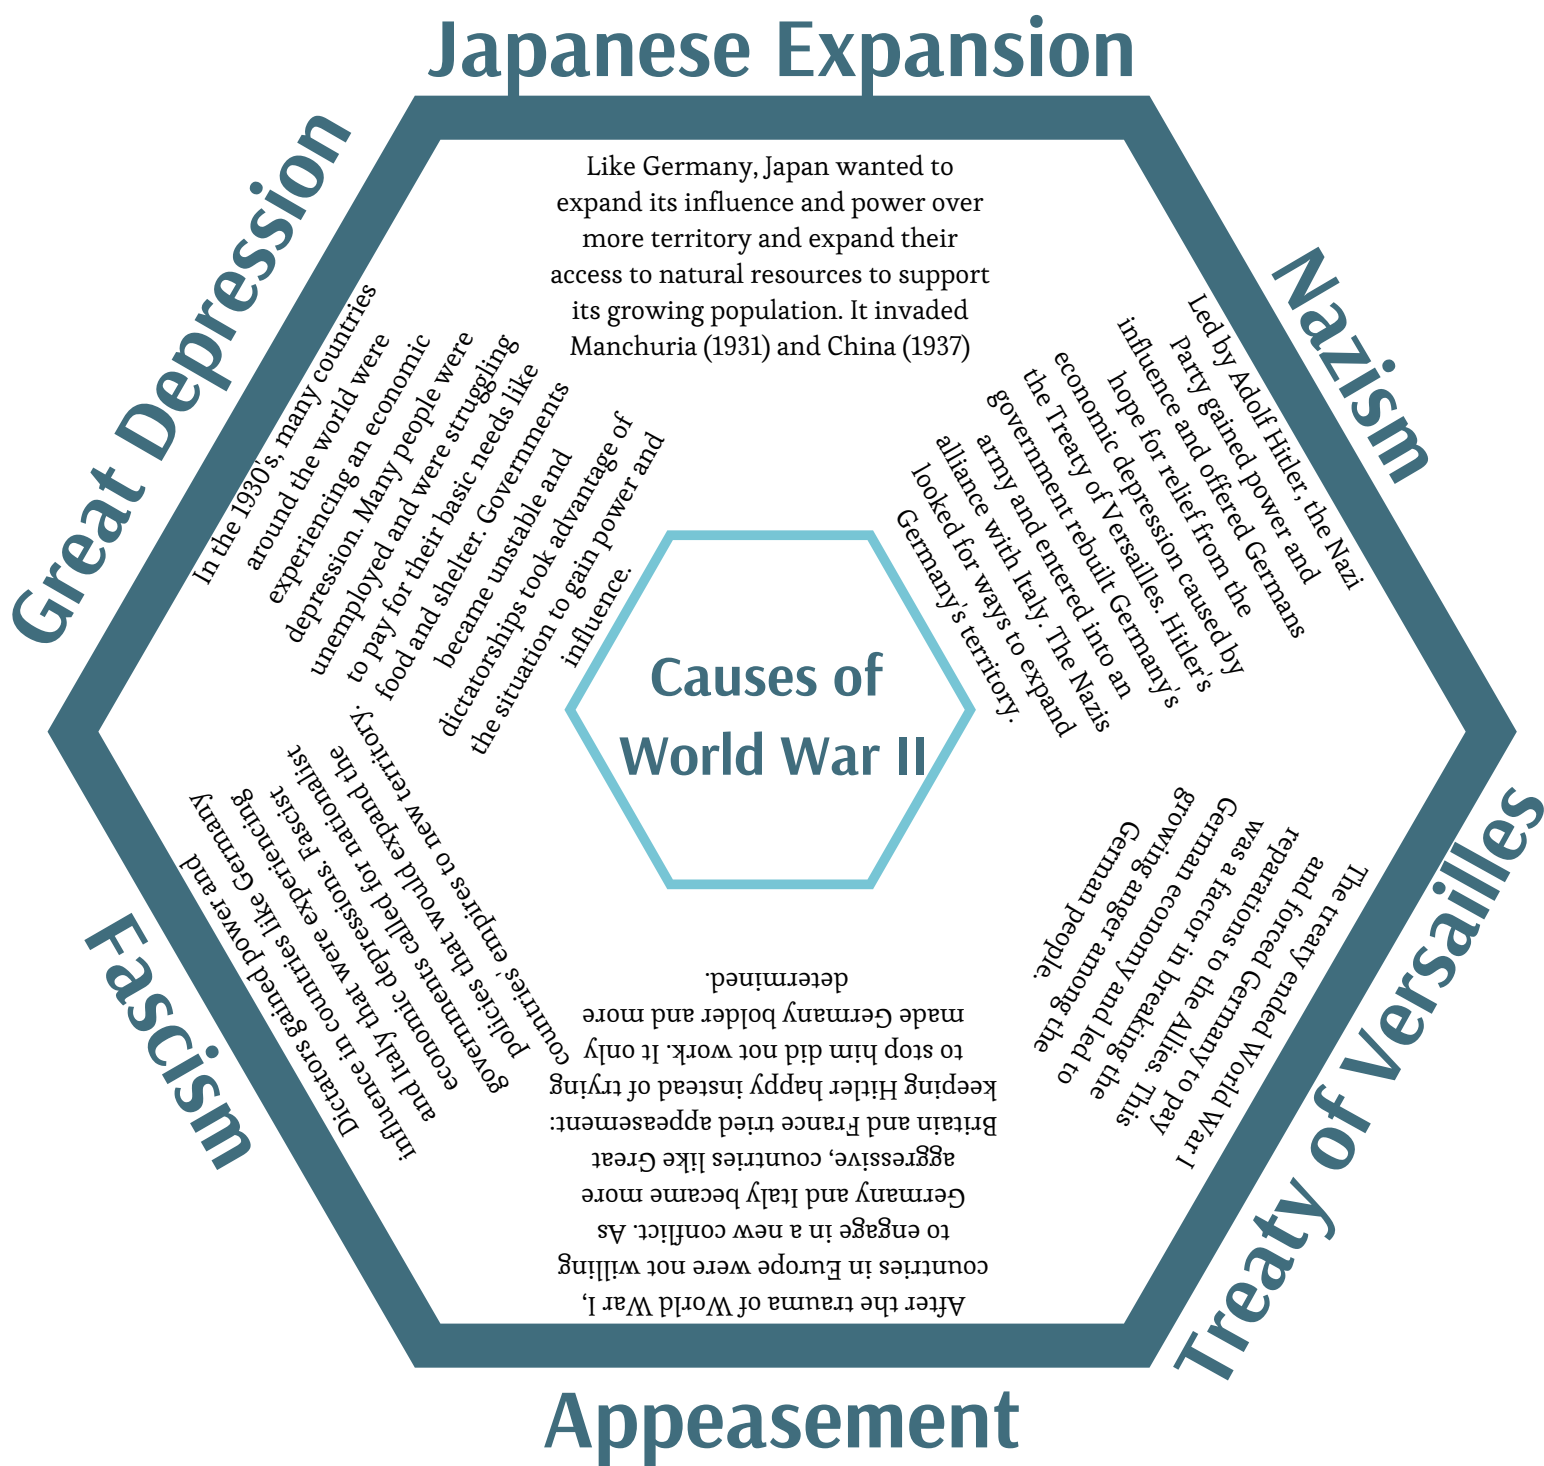 Japanese Expansion
Like Germany, Japan wanted to
expand its influence and power over
more territory and expand their
access to natural resources to support
its growing population. It invaded
Manchuria (1931) and China (1937)
Nazism
Led by Adolf Hitler, the Nazi
Party gained power and
influence and offered Germans
hope for relief from the
economic depression caused by
the Treaty of Versailles. Hitler's
government rebuilt Germany's
army and entered into an
alliance with Italy. The Nazis
looked for ways to expand
Germany's territory.
Treaty of Versailles
The treaty ended World War I
and forced Germany to pay
reparations to the Allies. This
was a factor in breaking the
German economy and led to
growing anger among the
German people.
Appeasement
After the trauma of World War I,
countries in Europe were not willing
to engage in a new conflict. As
Germany and Italy became more
aggressive, countries like Great
Britain and France tried appeasement:
keeping Hitler happy instead of trying
to stop him did not work. It only
made Germany bolder and more
determined.
Fascism
Dictators gained power and
influence in countries like Germany
and Italy that were experiencing
economic depressions. Fascist
governments called for nationalist
policies that would expand the
countries' empires to new territory.
Great Depression
In the 1930's, many countries
around the world were
experiencing an economic
depression. Many people were
unemployed and were struggling
to pay for their basic needs like
food and shelter. Governments
became unstable and
dictatorships took advantage of
the situation to gain power and
influence.
Causes of
World War II